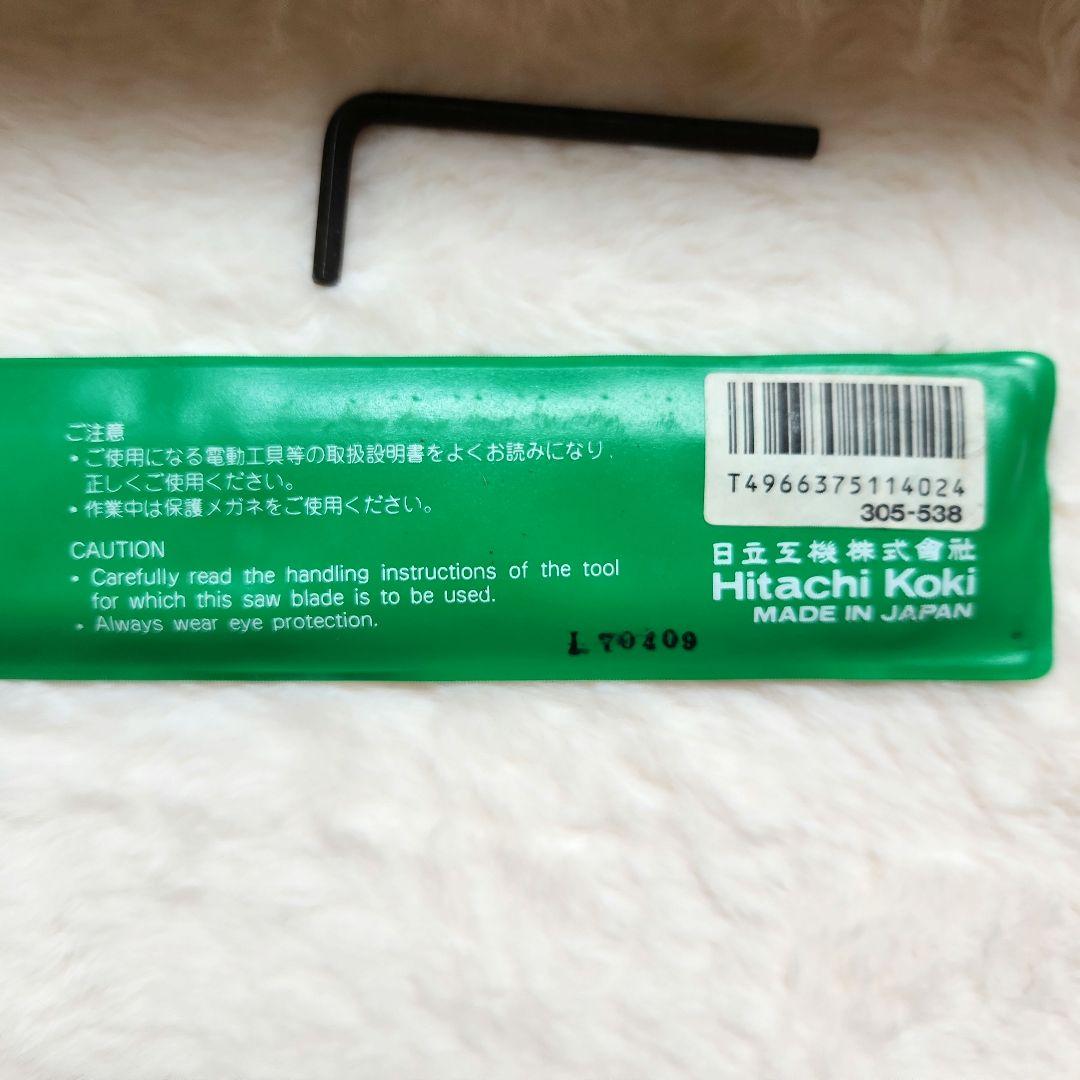 ご注意
・ご使用になる電動工具等の取扱説明書をよくお読みになり、
正しくご使用ください。
・作業中は保護メガネをご使用ください。
CAUTION
• Carefully read the handling instructions of the tool
for which this saw blade is to be used.
• Always wear eye protection.
L 70409
T4966375114024
305-538
日立工機株式會社
Hitachi Koki
MADE IN JAPAN